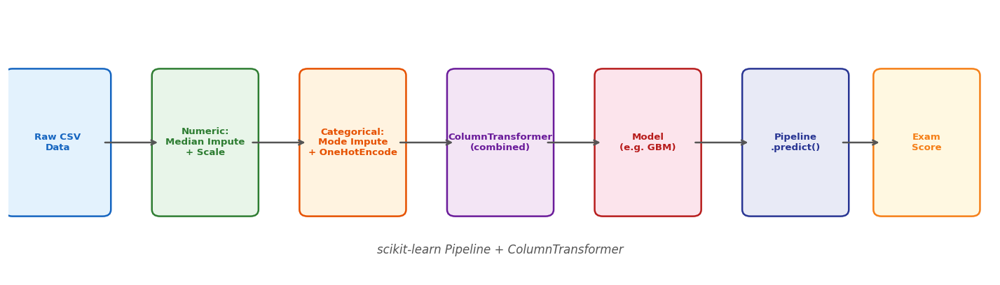 Raw CSV
Data
Numeric:
Median Impute
+ Scale
Categorical:
Mode Impute
+ OneHotEncode
ColumnTransformer
(combined)
Model
(e.g. GBM)
Pipeline
.predict()
Exam
Score
scikit-learn Pipeline + ColumnTransformer